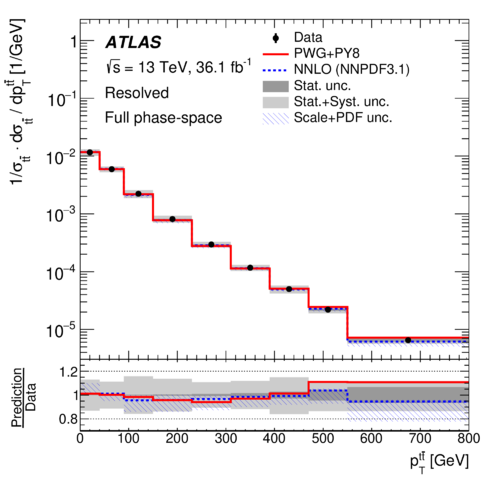 1/σ_tt̄ · dσ_tt̄ / dp_T^tt̄ [1/GeV]
ATLAS
√s = 13 TeV, 36.1 fb⁻¹
Resolved
Full phase-space
Data
PWG+PY8
NNLO (NNPDF3.1)
Stat. unc.
Stat.+Syst. unc.
Scale+PDF unc.
10⁻¹
10⁻²
10⁻³
10⁻⁴
10⁻⁵
Prediction
Data
1.2
1
0.8
0 100 200 300 400 500 600 700 800
p_T^tt̄ [GeV]